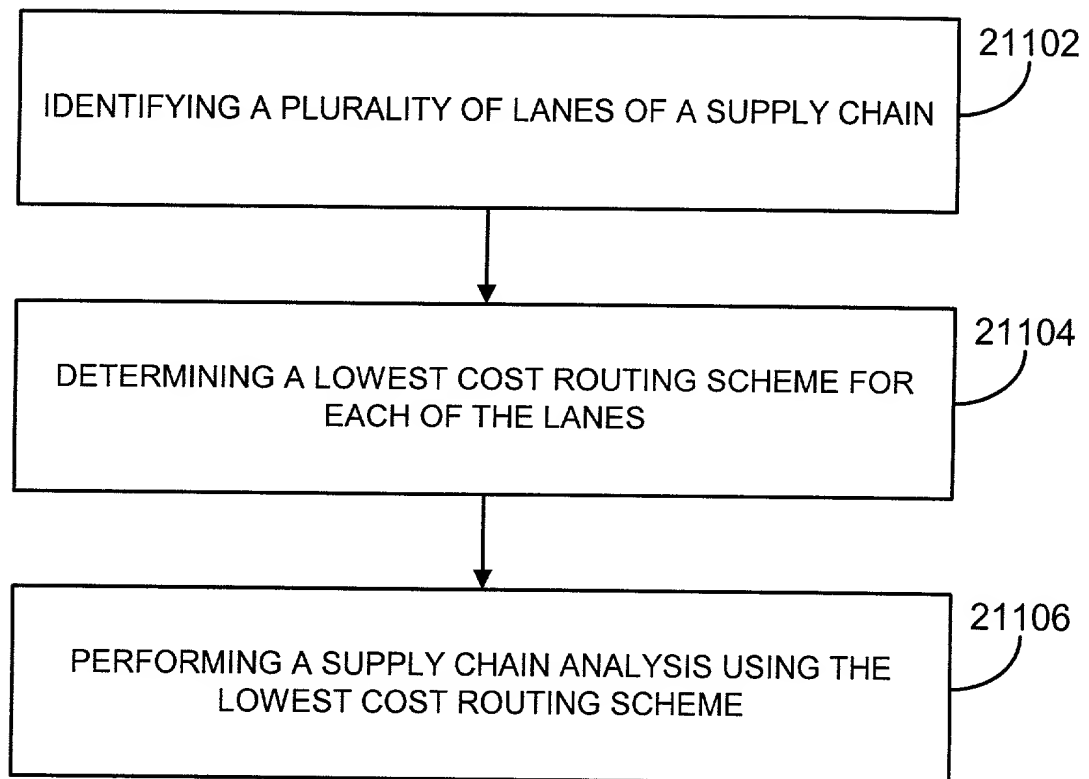 21102
IDENTIFYING A PLURALITY OF LANES OF A SUPPLY CHAIN
21104
DETERMINING A LOWEST COST ROUTING SCHEME FOR
EACH OF THE LANES
21106
PERFORMING A SUPPLY CHAIN ANALYSIS USING THE
LOWEST COST ROUTING SCHEME